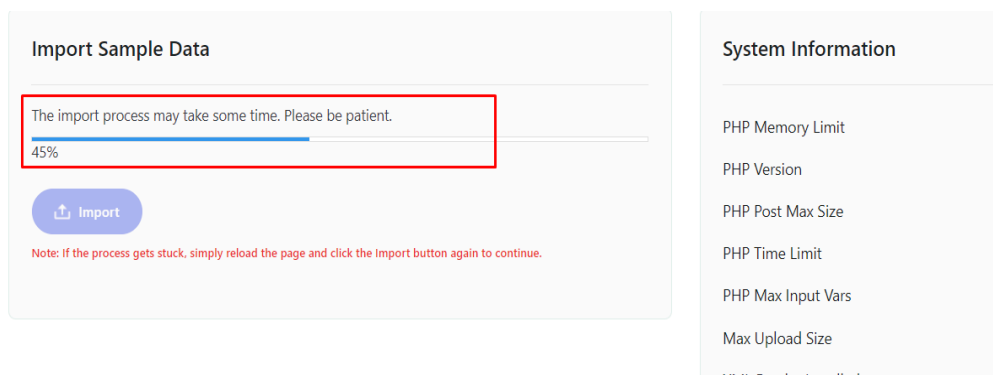 Import Sample Data
The import process may take some time. Please be patient.
45%
Import
Note: If the process gets stuck, simply reload the page and click the Import button again to continue.
System Information
PHP Memory Limit
PHP Version
PHP Post Max Size
PHP Time Limit
PHP Max Input Vars
Max Upload Size